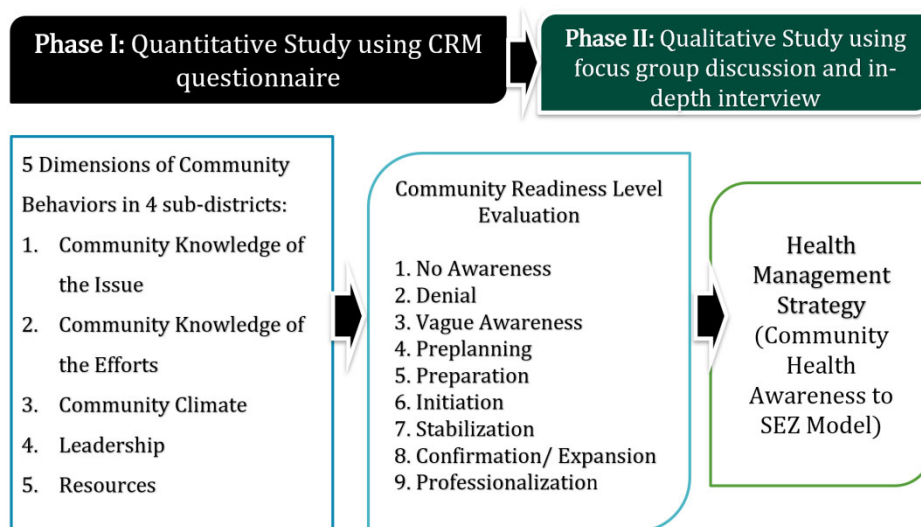 Phase I: Quantitative Study using CRM
questionnaire
Phase II: Qualitative Study using
focus group discussion and in-
depth interview
5 Dimensions of Community
Behaviors in 4 sub-districts:
1. Community Knowledge of
the Issue
2. Community Knowledge of
the Efforts
3. Community Climate
4. Leadership
5. Resources
Community Readiness Level
Evaluation
1. No Awareness
2. Denial
3. Vague Awareness
4. Preplanning
5. Preparation
6. Initiation
7. Stabilization
8. Confirmation/ Expansion
9. Professionalization
Health
Management
Strategy
(Community
Health
Awareness to
SEZ Model)